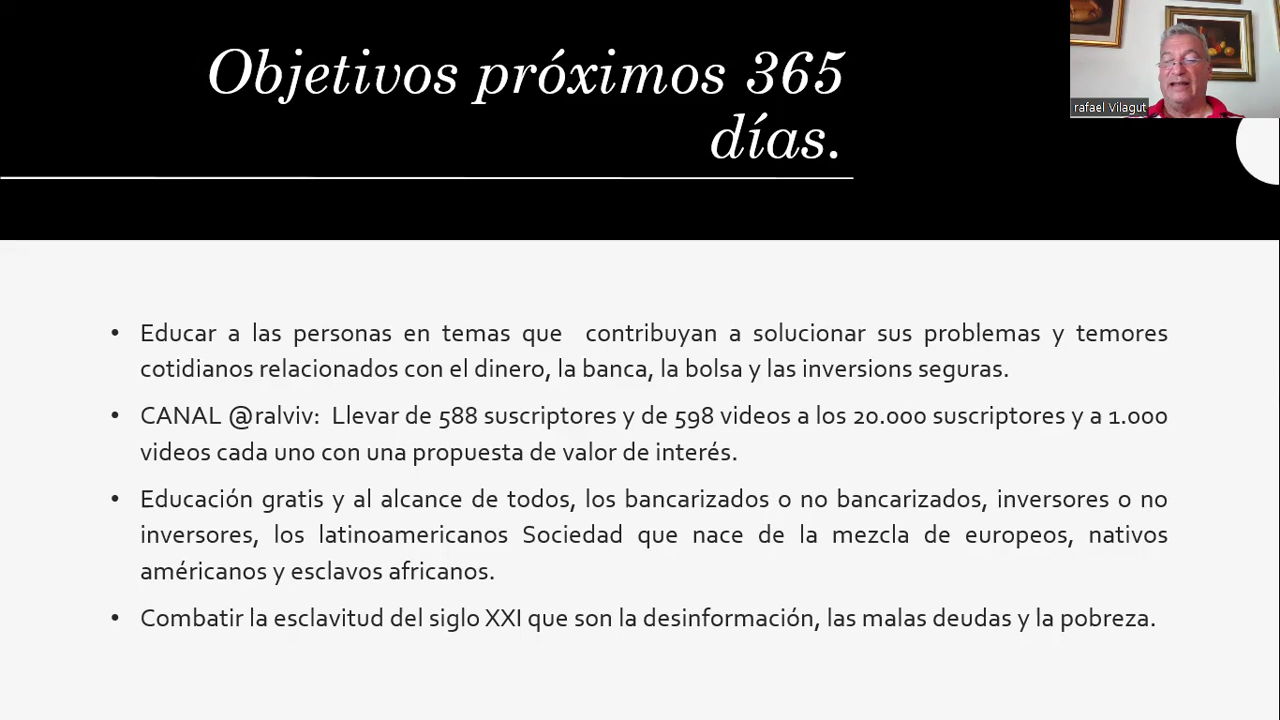 Objetivos próximos 365
días.
rafael Vilagut
• Educar a las personas en temas que contribuyan a solucionar sus problemas y temores
cotidianos relacionados con el dinero, la banca, la bolsa y las inversions seguras.
• CANAL @ralviv: Llevar de 588 suscriptores y de 598 videos a los 20.000 suscriptores y a 1.000
videos cada uno con una propuesta de valor de interés.
• Educación gratis y al alcance de todos, los bancarizados o no bancarizados, inversores o no
inversores, los latinoamericanos Sociedad que nace de la mezcla de europeos, nativos
américanos y esclavos africanos.
• Combatir la esclavitud del siglo XXI que son la desinformación, las malas deudas y la pobreza.